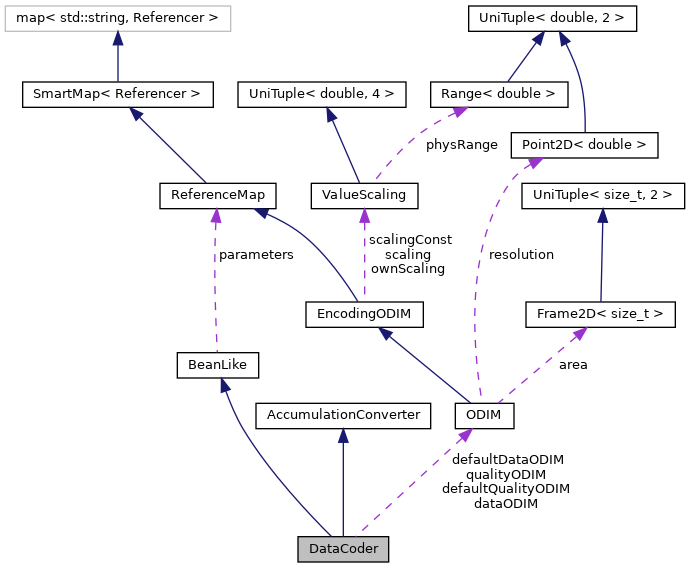 map< std::string, Referencer >
UniTuple< double, 2 >
SmartMap< Referencer >
UniTuple< double, 4 >
Range< double >
physRange
Point2D< double >
ReferenceMap
ValueScaling
UniTuple< size_t, 2 >
scalingConst
scaling
ownScaling
parameters
resolution
EncodingODIM
Frame2D< size_t >
BeanLike
area
AccumulationConverter
ODIM
defaultDataODIM
qualityODIM
defaultQualityODIM
dataODIM
DataCoder